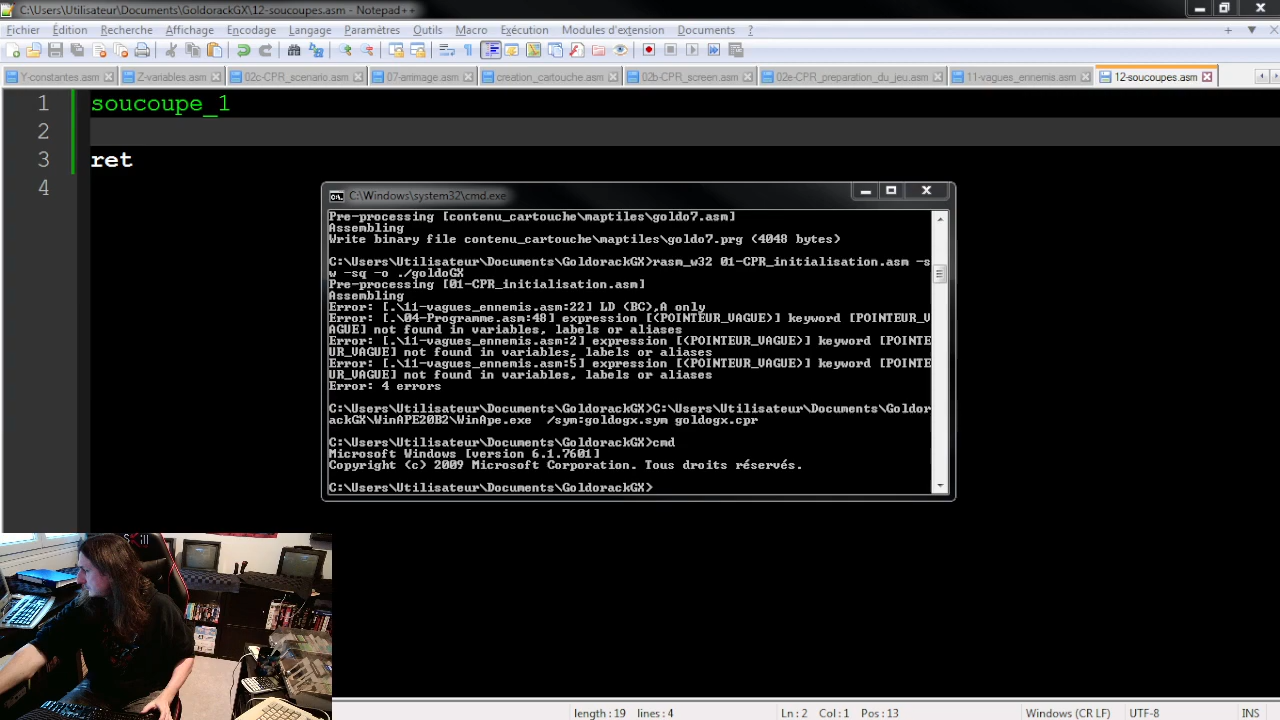 C:\Users\Utilisateur\Documents\GoldorackGX\12-soucoupes.asm - Notepad++
Fichier Édition Recherche Affichage Encodage Langage Paramètres Outils Macro Exécution Modules d'extension Documents ?
Y-constantes.asm Z-variables.asm 02c-CPR_scenario.asm 07-animage.asm creation_cartouche.asm 02b-CPR_screen.asm 02e-CPR_preparation_du_jeu.asm 11-vagues_ennemis.asm 12-soucoupes.asm
1 soucoupe_1
2
3 ret
4
C:\Windows\system32\cmd.exe
Pre-processing [contenu_cartouche\maptiles\goldo7.asm]
Assembling
Write binary file contenu_cartouche\maptiles\goldo7.prg (4048 bytes)
C:\Users\Utilisateur\Documents\GoldorackGX>rasm_w32 01-CPR_initialisation.asm -s
w -sq -o ./goldoGX
Pre-processing [01-CPR_initialisation.asm]
Assembling
Error: [.\11-vagues_ennemis.asm:22] LD (BC),A only
Error: [.\04-Programme.asm:48] expression [(POINTEUR_VAGUE)] keyword [POINTEUR_V
AGUE] not found in variables, labels or aliases
Error: [.\11-vagues_ennemis.asm:2] expression [(POINTEUR_VAGUE)] keyword [POINTE
UR_VAGUE] not found in variables, labels or aliases
Error: [.\11-vagues_ennemis.asm:5] expression [(POINTEUR_VAGUE)] keyword [POINTE
UR_VAGUE] not found in variables, labels or aliases
Error: 4 errors
C:\Users\Utilisateur\Documents\GoldorackGX>C:\Users\Utilisateur\Documents\Goldor
ackGX\WinAPE20B2\WinApe.exe /sym:goldogx.sym goldogx.cpr
C:\Users\Utilisateur\Documents\GoldorackGX>cmd
Microsoft Windows [version 6.1.7601]
Copyright (c) 2009 Microsoft Corporation. Tous droits réservés.
C:\Users\Utilisateur\Documents\GoldorackGX>
length : 19 lines : 4 Ln : 2 Col : 1 Pos : 13 Windows (CR LF) UTF-8 INS